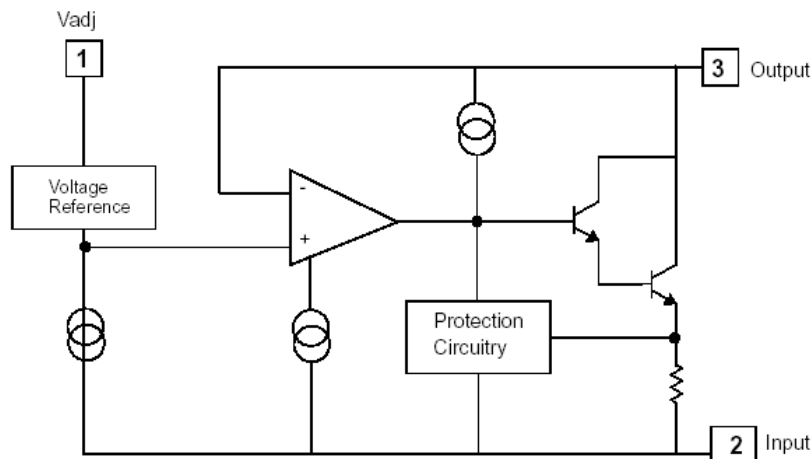 Vadj
1
3 Output
Voltage
Reference
-
+
Protection
Circuitry
2 Input